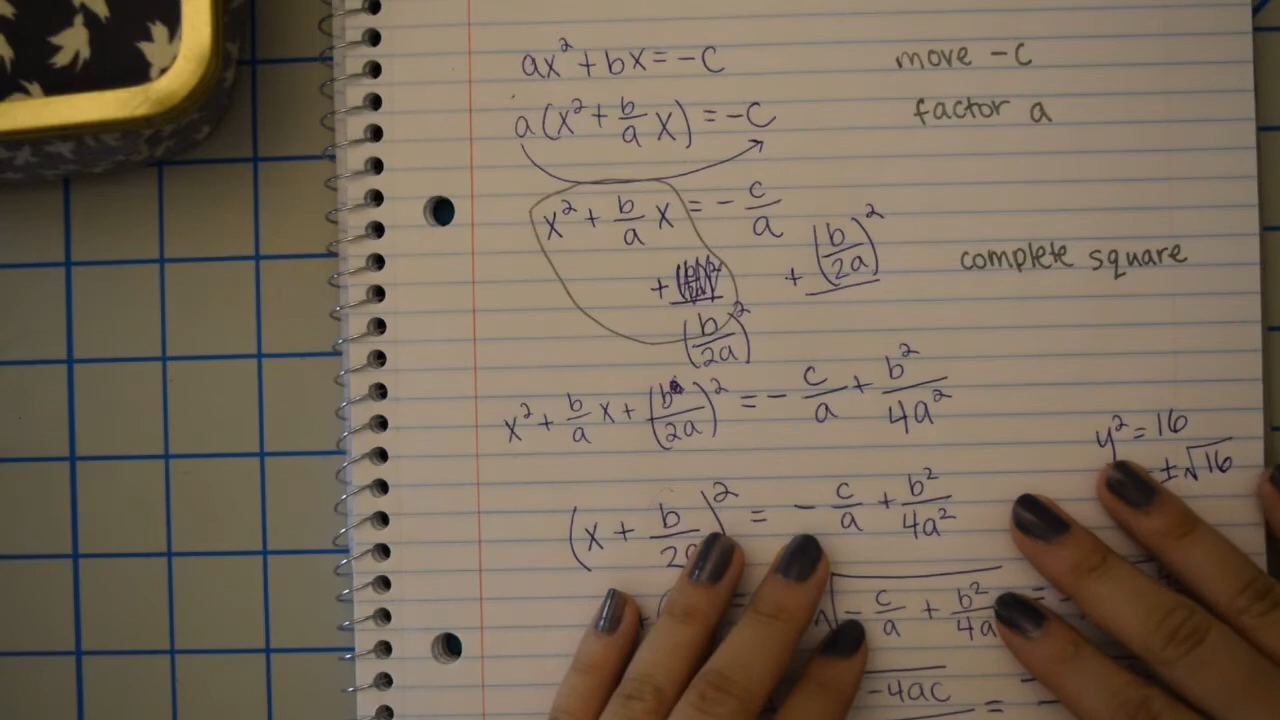 ax² + bx = -c move -c
a(x² + b/a x) = -c factor a
x² + b/a x = - c/a
+ + (b/2a)² complete square
(b/2a)²
x² + b/a x + (b/2a)² = - c/a + b²/4a²
y² = 16
± √16
(x + b/2a)² = - c/a + b²/4a²
√ - c/a + b²/4a =
-4ac = -